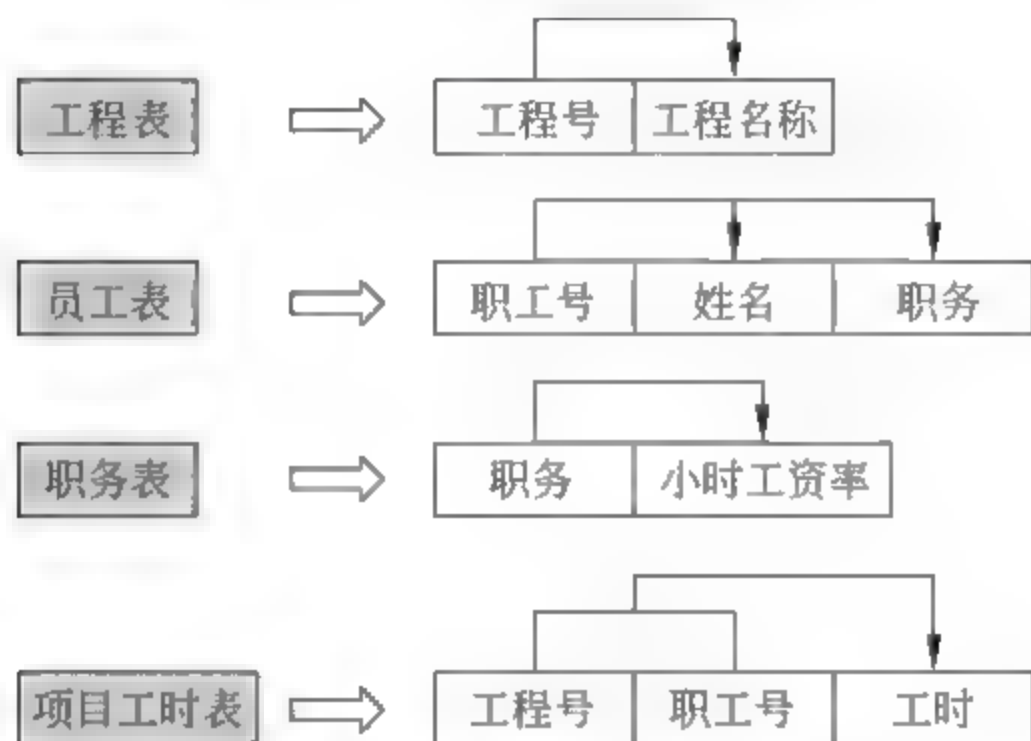 工程表 工程号 工程名称
员工表 职工号 姓名 职务
职务表 职务 小时工资率
项目工时表 工程号 职工号 工时